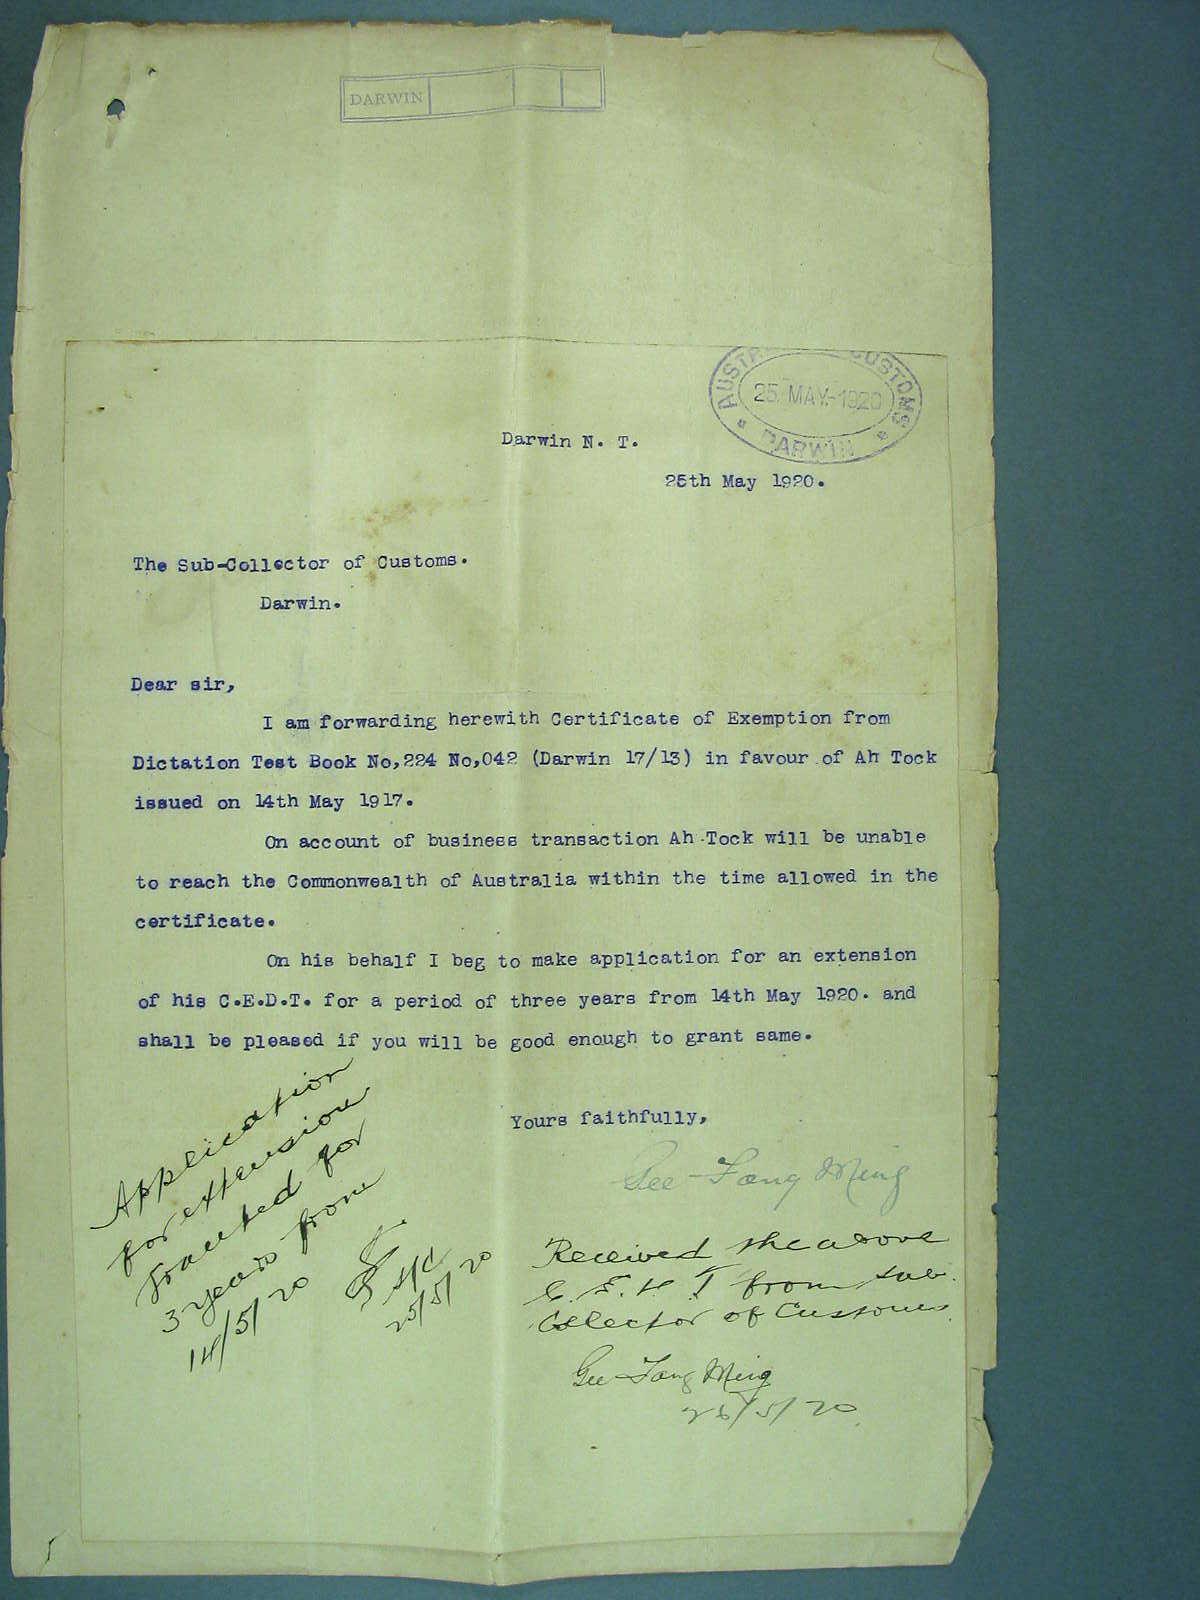 DARWIN
AUSTR CUSTOMS
25. MAY.-1920
DARWIN
Darwin N. T.
25th May 1920.
The Sub-Collector of Customs.
Darwin.
Dear sir,
I am forwarding herewith Certificate of Exemption from
Dictation Test Book No,224 No,042 (Darwin 17/13) in favour of Ah Tock
issued on 14th May 1917.
On account of business transaction Ah Tock will be unable
to reach the Commonwealth of Australia within the time allowed in the
certificate.
On his behalf I beg to make application for an extension
of his C.E.D.T. for a period of three years from 14th May 1920. and
shall be pleased if you will be good enough to grant same.
Yours faithfully,
Gee-Fong Ming
Application
for extension
granted for
3 years from
14/5/20
S/C
25/5/20
Received the above
from Sub.
Collector of Customs
Gee-Fong Ming
25/5/20